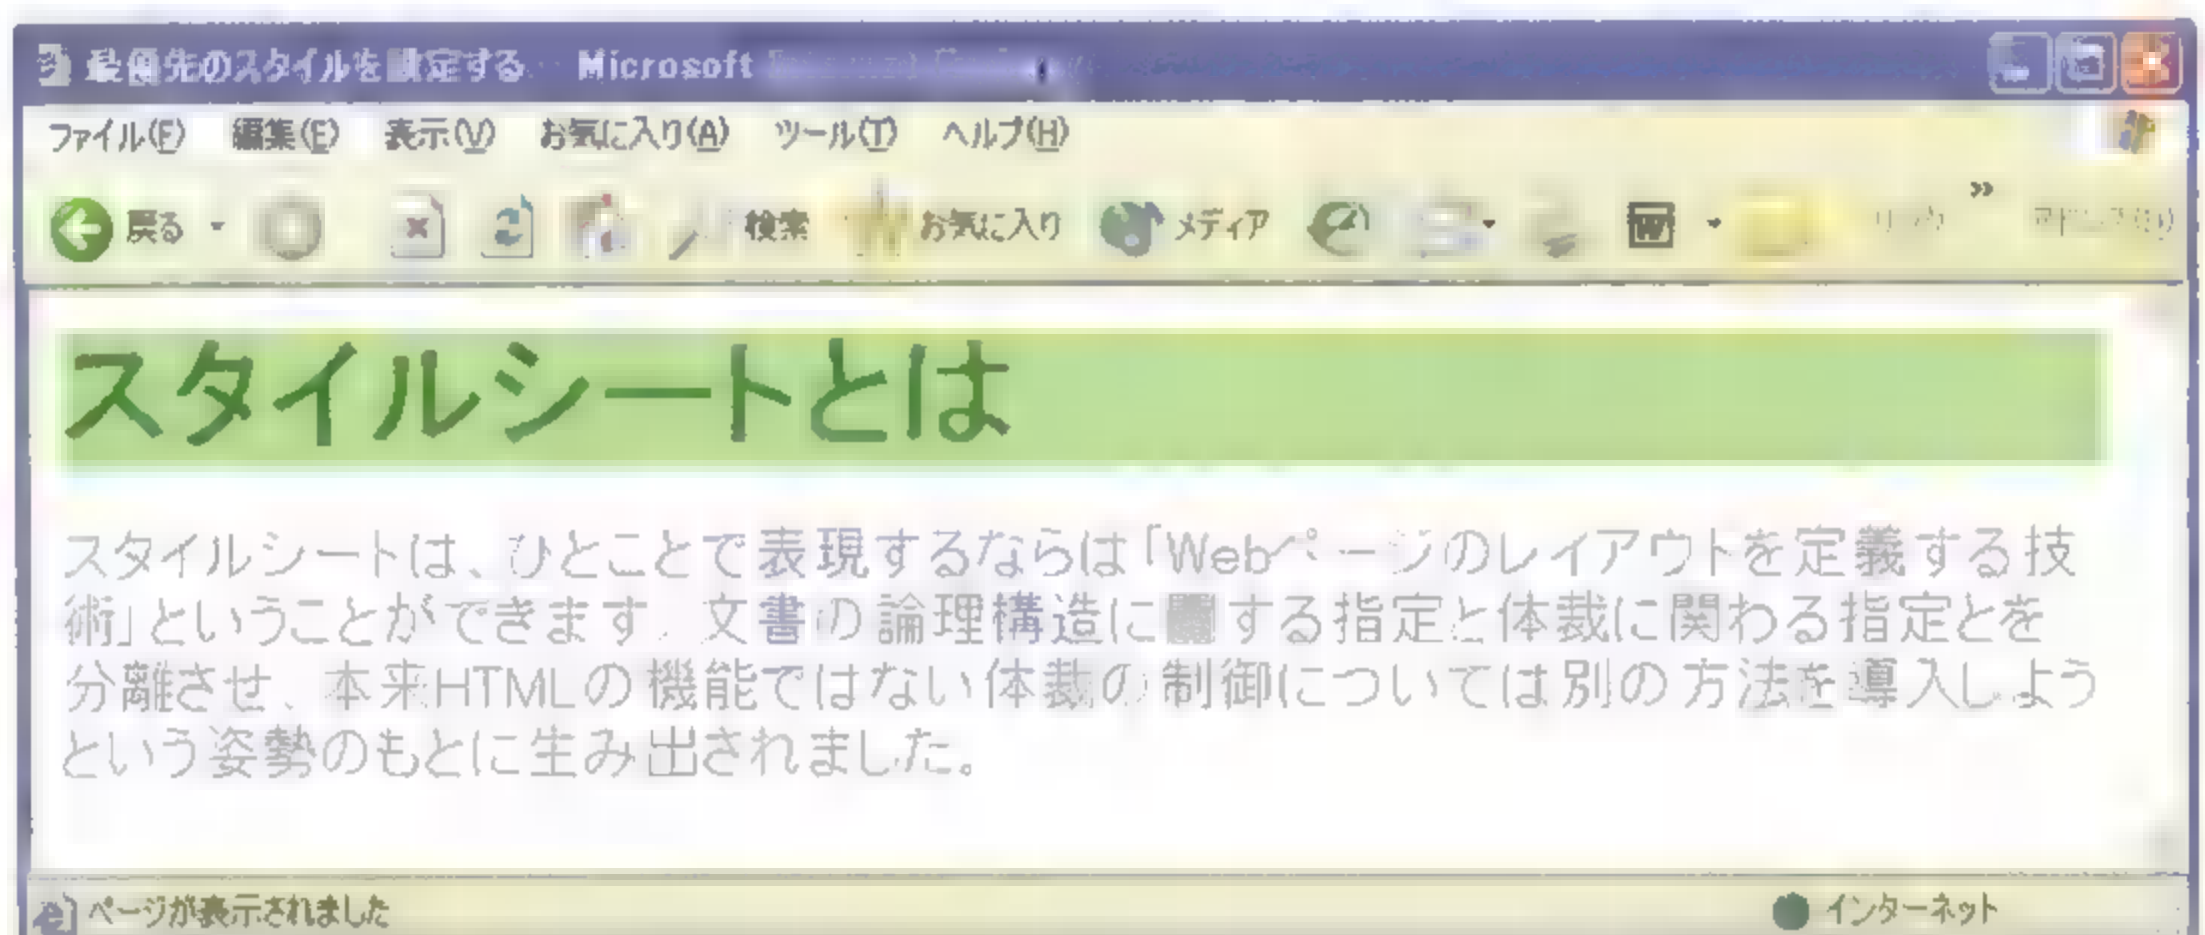 最優先のスタイルを設定する Microsoft
ファイル(F) 編集(E) 表示(V) お気に入り(A) ツール(T) ヘルプ(H)
戻る 検索 お気に入り メディア »
スタイルシートとは
スタイルシートは、ひとことで表現するならば「Webページのレイアウトを定義する技
術」ということができます。文書の論理構造に関する指定と体裁に関わる指定とを
分離させ、本来HTMLの機能ではない体裁の制御については別の方法を導入しよう
という姿勢のもとに生み出されました。
ページが表示されました インターネット